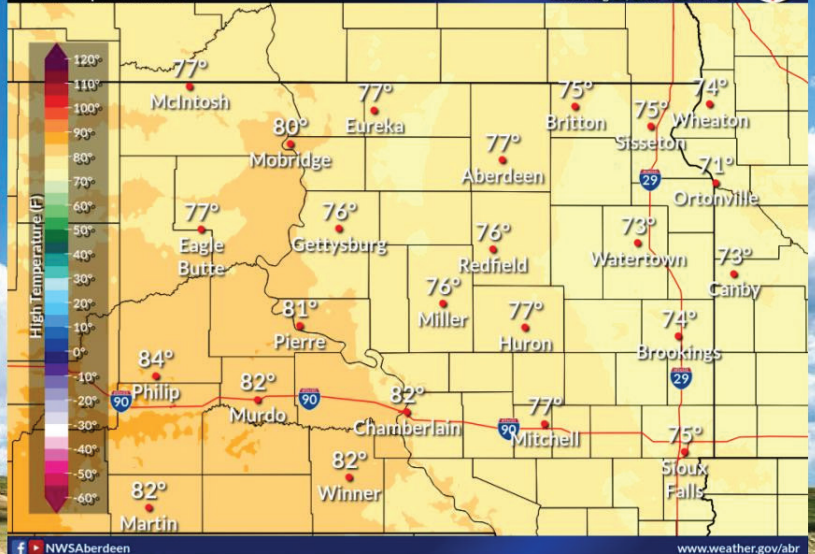 120°
110°
100°
90°
80°
70°
60°
50°
40°
30°
20°
10°
0°
-10°
-20°
-30°
-40°
-50°
-60°
High Temperature (F)
77°
McIntosh
77°
Eureka
75°
Britton
75°
Sisseton
74°
Wheaton
80°
Mobridge
77°
Aberdeen
29
71°
Ortonville
77°
Eagle
Butte
76°
Gettysburg
76°
Redfield
73°
Watertown
73°
Canby
76°
Miller
81°
Pierre
77°
Huron
74°
Brookings
84°
Philip
90
82°
Murdo
90
82°
Chamberlain
90
77°
Mitchell
29
75°
Sioux
Falls
82°
Winner
82°
Martin
NWSAberdeen
www.weather.gov/abr